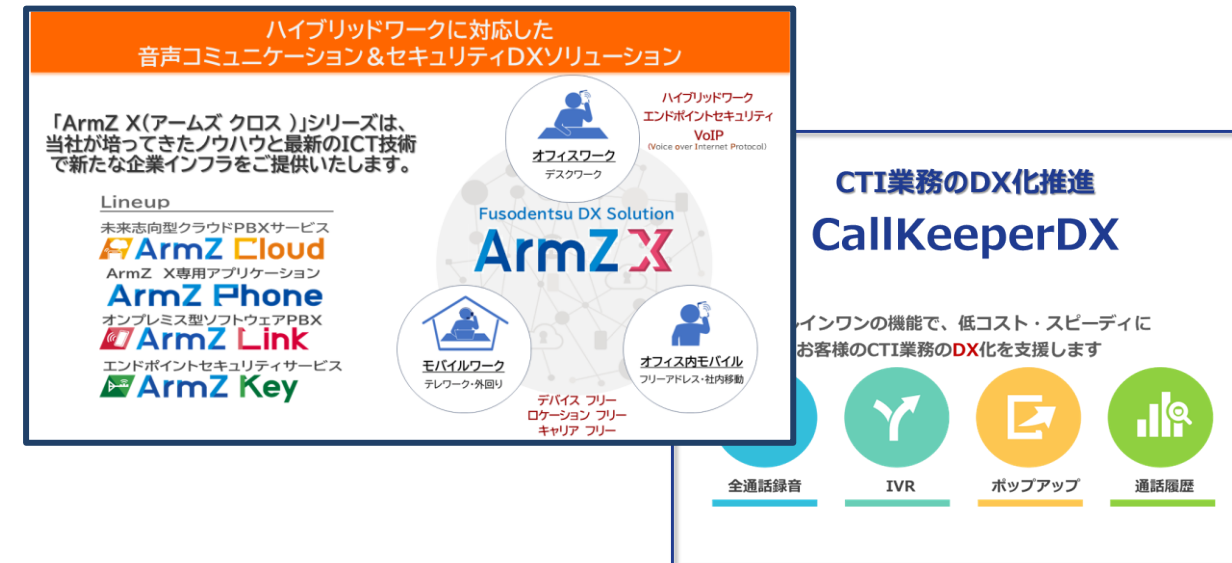 ハイブリッドワークに対応した
音声コミュニケーション＆セキュリティDXソリューション
「ArmZ X(アームズ クロス )」シリーズは、
当社が培ってきたノウハウと最新のICT技術
で新たな企業インフラをご提供いたします。
Lineup
未来志向型クラウドPBXサービス
ArmZ Cloud
ArmZ X専用アプリケーション
ArmZ Phone
オンプレミス型ソフトウェアPBX
ArmZ Link
エンドポイントセキュリティサービス
ArmZ Key
ハイブリッドワーク
エンドポイントセキュリティ
VoIP
(Voice over Internet Protocol)
オフィスワーク
デスクワーク
Fusodentsu DX Solution
ArmZ X
モバイルワーク
テレワーク・外回り
オフィス内モバイル
フリーアドレス・社内移動
デバイス フリー
ロケーション フリー
キャリア フリー
CTI業務のDX化推進
CallKeeperDX
インワンの機能で、低コスト・スピーディに
お客様のCTI業務のDX化を支援します
全通話録音
IVR
ポップアップ
通話履歴